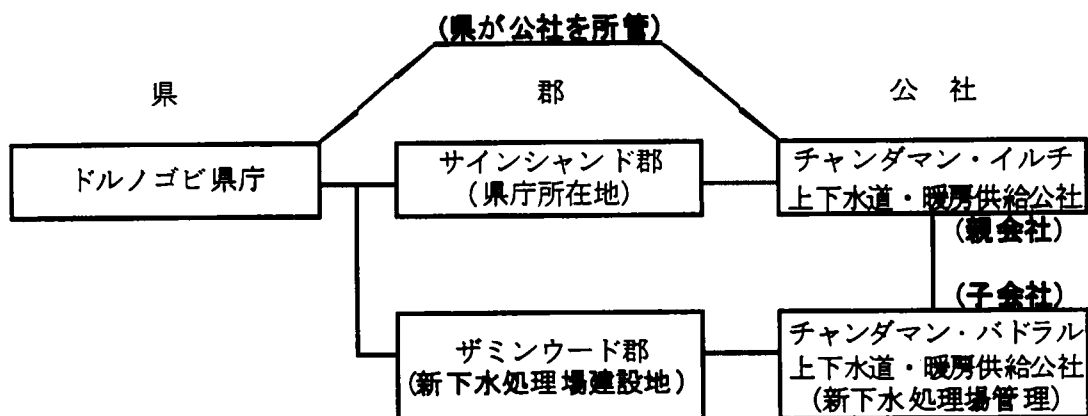 (県が公社を所管)
県
郡
公 社
ドルノゴビ県庁
サインシャンド郡
(県庁所在地)
チャンダマン・イルチ
上下水道・暖房供給公社
(親会社)
(子会社)
ザミンウード郡
(新下水処理場建設地)
チャンダマン・バドラル
上下水道・暖房供給公社
(新下水処理場管理)